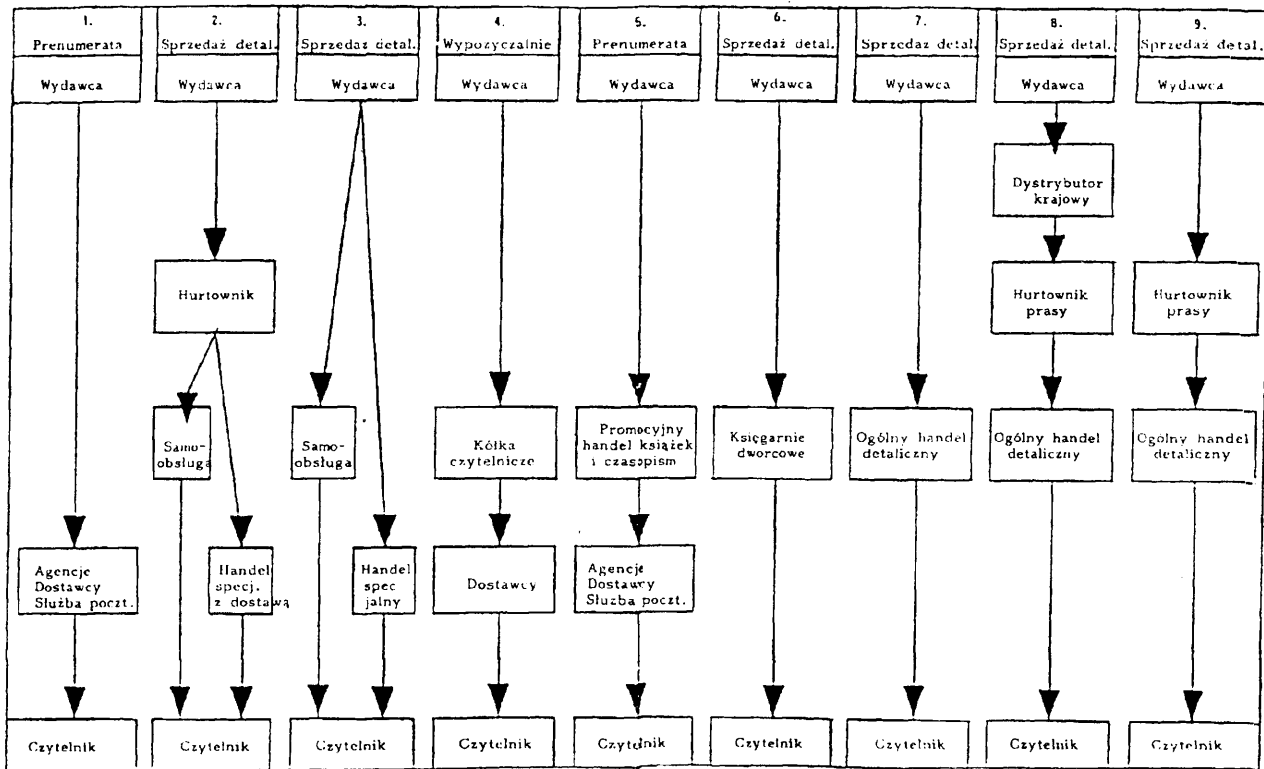 1.
Prenumerata
Wydawca
2.
Sprzedaż detal.
Wydawca
3.
Sprzedaż detal.
Wydawca
4.
Wypożyczalnie
Wydawca
5.
Prenumerata
Wydawca
6.
Sprzedaż detal.
Wydawca
7.
Sprzedaż detal.
Wydawca
8.
Sprzedaż detal.
Wydawca
9.
Sprzedaż detal.
Wydawca
Dystrybutor
krajowy
Hurtownik
Hurtownik
prasy
Hurtownik
prasy
Samo-
obsługa
Samo-
obsługa
Kółka
czytelnicze
Promocyjny
handel książek
i czasopism
Księgarnie
dworcowe
Ogólny handel
detaliczny
Ogólny handel
detaliczny
Ogólny handel
detaliczny
Agencje
Dostawcy
Służba poczt.
Handel
specj.
z dostawą
Handel
spec
jalny
Dostawcy
Agencje
Dostawcy
Służba poczt.
Czytelnik
Czytelnik
Czytelnik
Czytelnik
Czytelnik
Czytelnik
Czytelnik
Czytelnik
Czytelnik